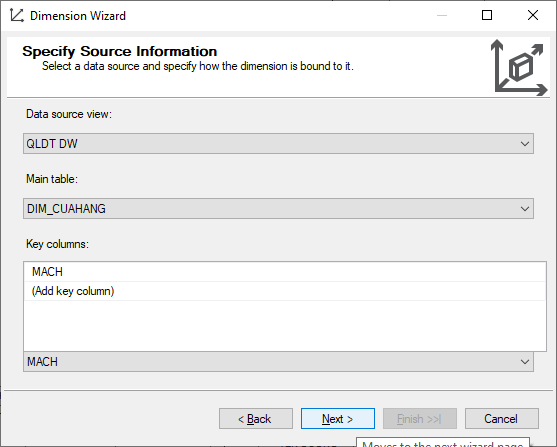 Dimension Wizard
Specify Source Information
Select a data source and specify how the dimension is bound to it.
Data source view:
QLDT DW
Main table:
DIM_CUAHANG
Key columns:
MACH
(Add key column)
MACH
< Back
Next >
Finish >>|
Cancel
Moves to the next wizard page